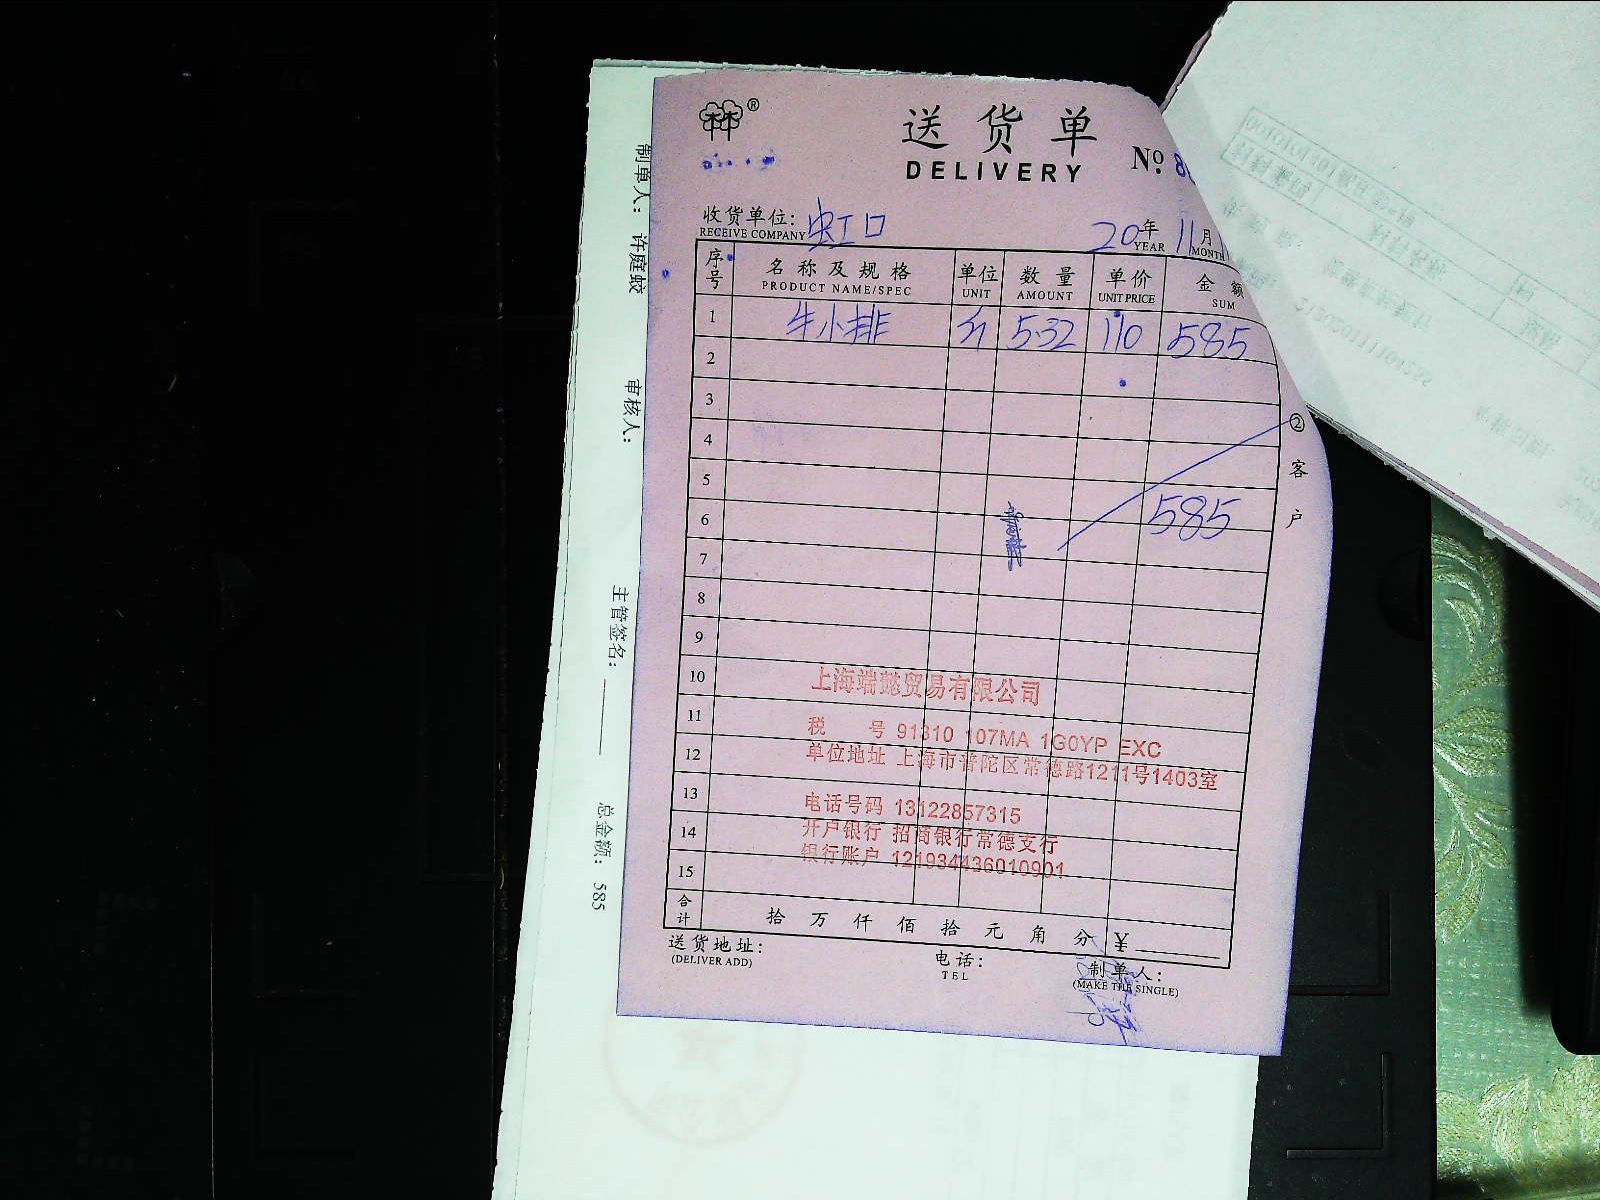 送货单
DELIVERY
No. 8
收货单位: 虹口
RECEIVE COMPANY
20年 11月
YEAR MONTH
序号 名称及规格 单位 数量 单价 金额
PRODUCT NAME/SPEC UNIT AMOUNT UNIT PRICE SUM
1 牛小排 斤 5.32 110 585
2
3
4
5
6 585
7
8
9
10
11
12
13
14
15
②客户
上海端懿贸易有限公司
税 号 91310 107MA 1G0YP EXC
单位地址 上海市普陀区常德路1211号1403室
电话号码 13122857315
开户银行 招商银行常德支行
银行账户 121934436010901
合计 拾 万 仟 佰 拾 元 角 分 ¥
送货地址: 电话: 制单人:
(DELIVER ADD) TEL (MAKE THE SINGLE)
制单人: 许庭蛟
审核人:
主管签名:
总金额: 585